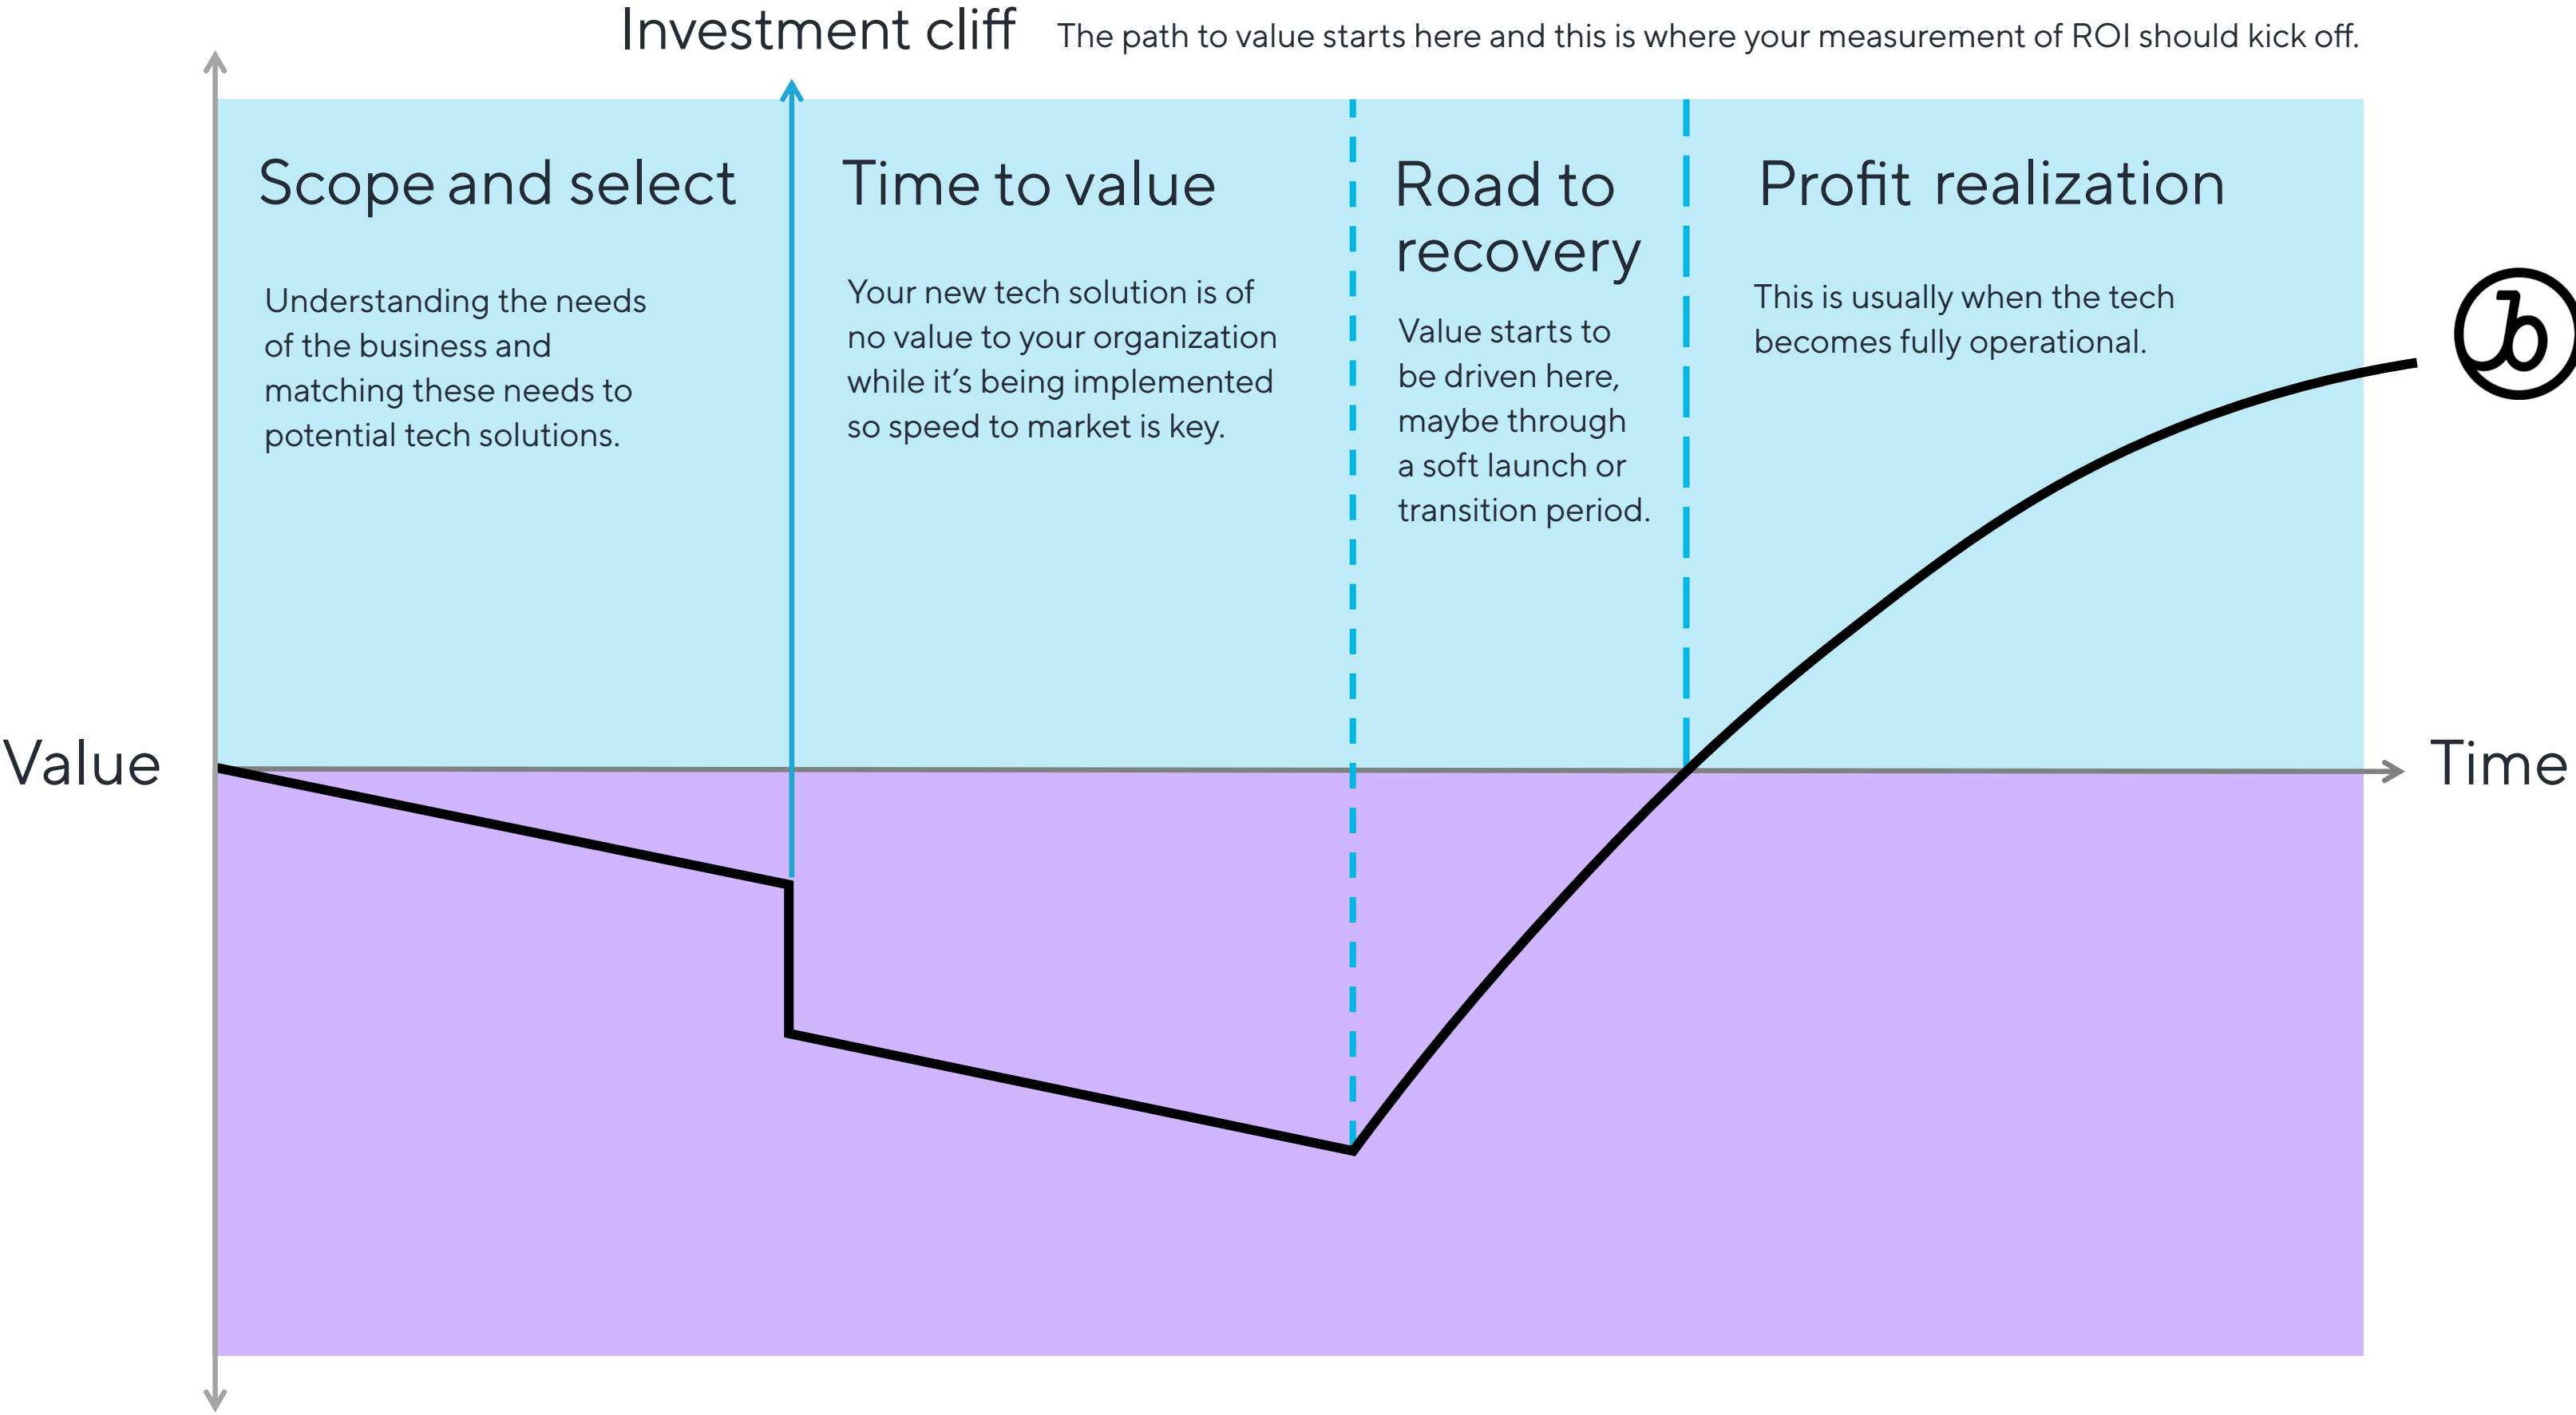 Investment cliff
The path to value starts here and this is where your measurement of ROI should kick off.
Scope and select
Understanding the needs
of the business and
matching these needs to
potential tech solutions.
Time to value
Your new tech solution is of
no value to your organization
while it’s being implemented
so speed to market is key.
Road to
recovery
Value starts to
be driven here,
maybe through
a soft launch or
transition period.
Profit realization
This is usually when the tech
becomes fully operational.
b
Value
Time